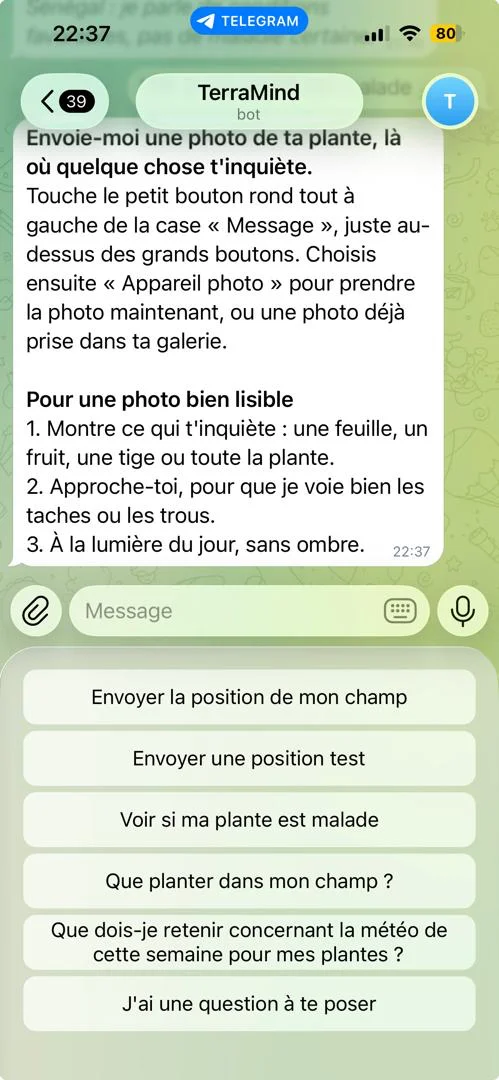 Sénégal : je parle
22:37
TELEGRAM
80
39
TerraMind
bot
T
Envoie-moi une photo de ta plante, là
où quelque chose t'inquiète.
Touche le petit bouton rond tout à
gauche de la case « Message », juste au-
dessus des grands boutons. Choisis
ensuite « Appareil photo » pour prendre
la photo maintenant, ou une photo déjà
prise dans ta galerie.
Pour une photo bien lisible
1. Montre ce qui t'inquiète : une feuille, un
fruit, une tige ou toute la plante.
2. Approche-toi, pour que je voie bien les
taches ou les trous.
3. À la lumière du jour, sans ombre.
22:37
Message
Envoyer la position de mon champ
Envoyer une position test
Voir si ma plante est malade
Que planter dans mon champ ?
Que dois-je retenir concernant la météo de
cette semaine pour mes plantes ?
J'ai une question à te poser